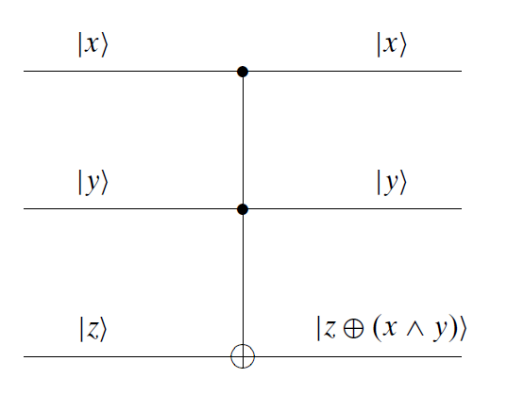 |x⟩ |x⟩
|y⟩ |y⟩
|z⟩ |z ⊕ (x ∧ y)⟩